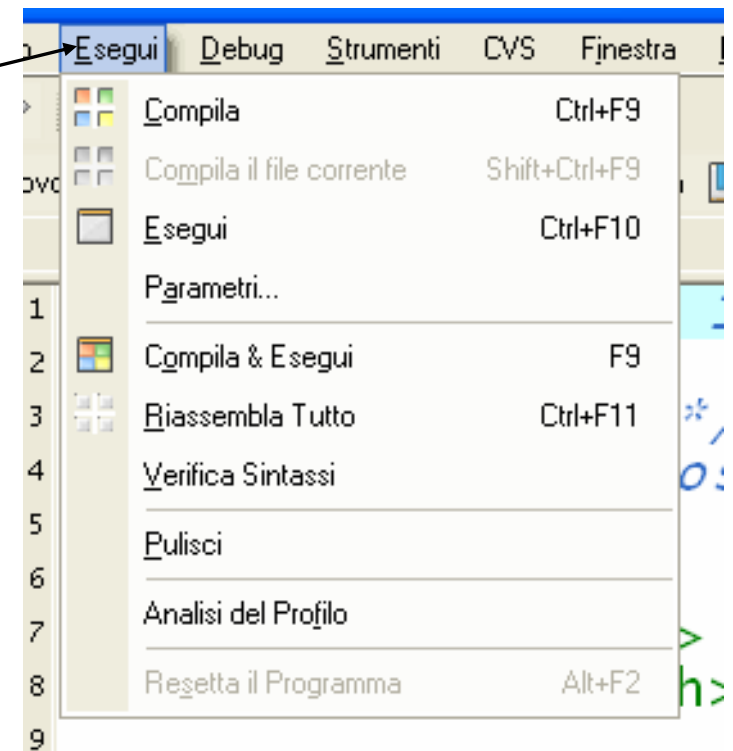 Esegui Debug Strumenti CVS Finestra
Compila Ctrl+F9
Compila il file corrente Shift+Ctrl+F9
Esegui Ctrl+F10
Parametri...
1
2 Compila & Esegui F9
3 Riassembla Tutto Ctrl+F11 */
4 Verifica Sintassi
5
Pulisci
6
7 Analisi del Profilo >
8 Resetta il Programma Alt+F2 h>
9